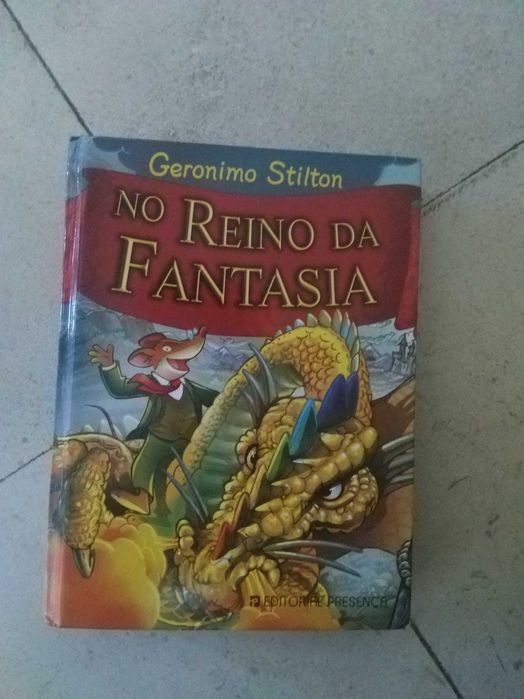 Geronimo Stilton
NO REINO DA
FANTASIA
EDITORIAL PRESENÇA